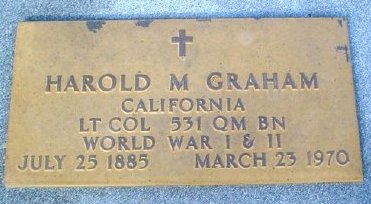 HAROLD M GRAHAM
CALIFORNIA
LT COL 531 QM BN
WORLD WAR I & II
JULY 25 1885 MARCH 23 1970